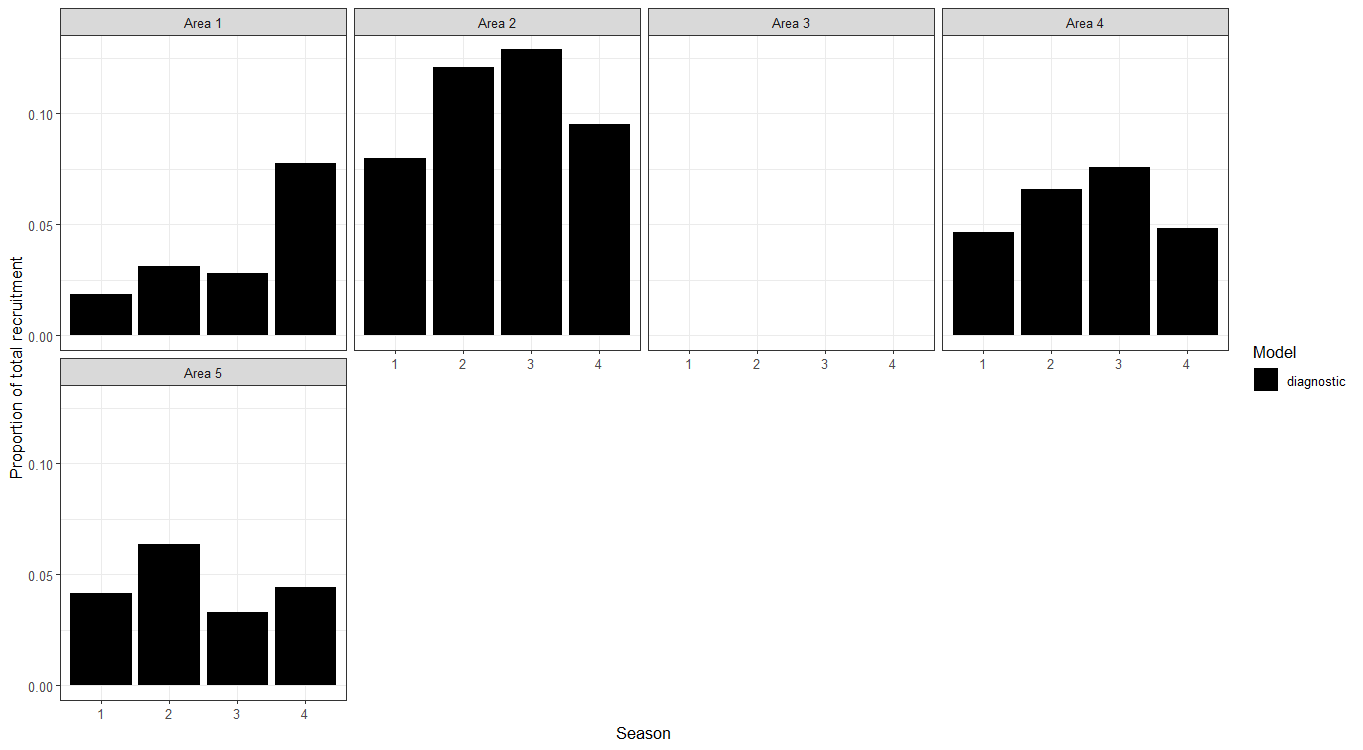 Area 1 Area 2 Area 3 Area 4
0.10
0.05
0.00
1 2 3 4 1 2 3 4 1 2 3 4
Area 5
0.10
0.05
0.00
1 2 3 4
Season
Proportion of total recruitment
Model
diagnostic